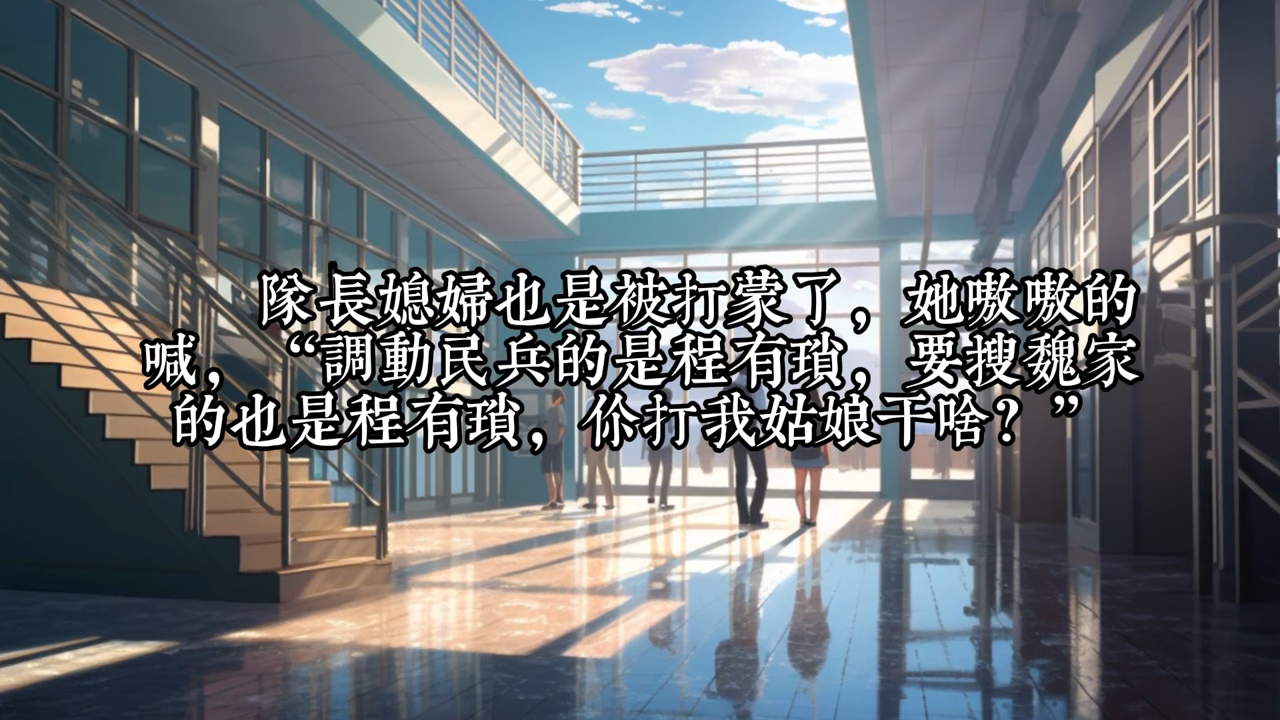 隊長媳婦也是被打蒙了，她嗷嗷的
喊，“調動民兵的是程有瑣，要搜魏家
的也是程有瑣，你打我姑娘干啥？”